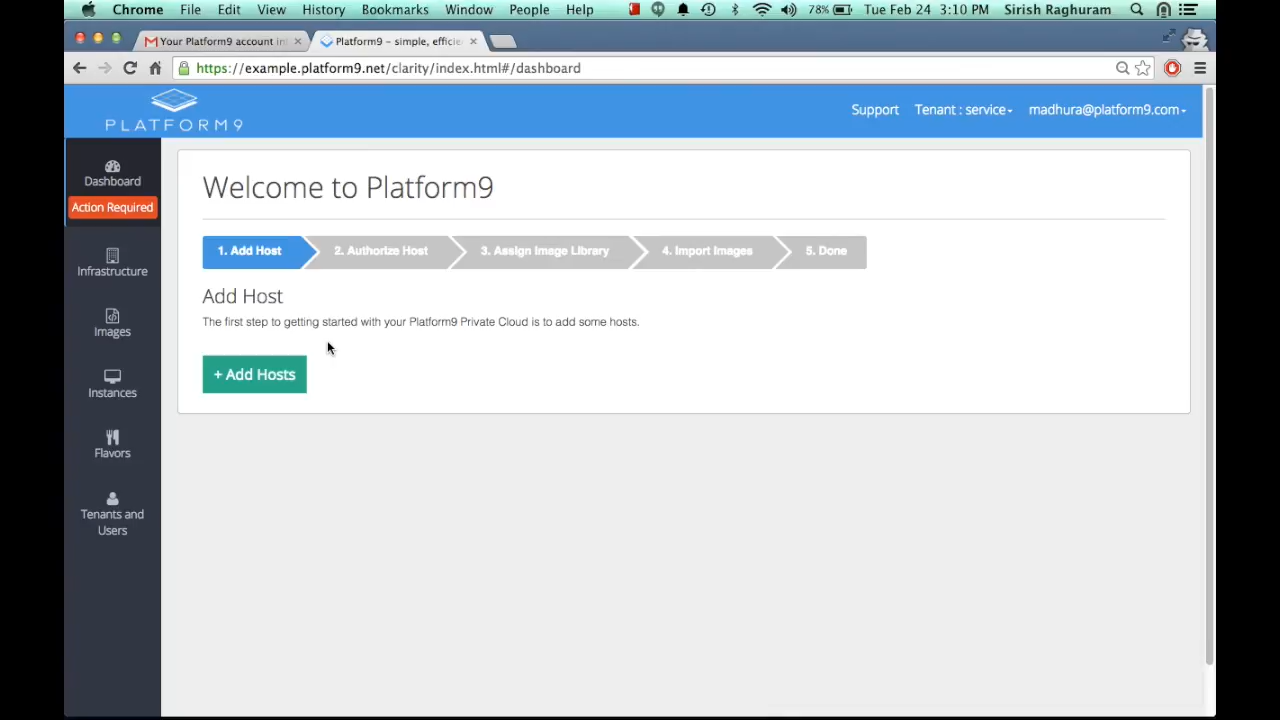 Chrome File Edit View History Bookmarks Window People Help 78% Tue Feb 24 3:10 PM Sirish Raghuram
Your Platform9 account in
Platform9 – simple, efficie
https://example.platform9.net/clarity/index.html#/dashboard
PLATFORM9
Support Tenant : service madhura@platform9.com
Dashboard
Action Required
Infrastructure
Images
Instances
Flavors
Tenants and
Users
Welcome to Platform9
1. Add Host 2. Authorize Host 3. Assign Image Library 4. Import Images 5. Done
Add Host
The first step to getting started with your Platform9 Private Cloud is to add some hosts.
+ Add Hosts